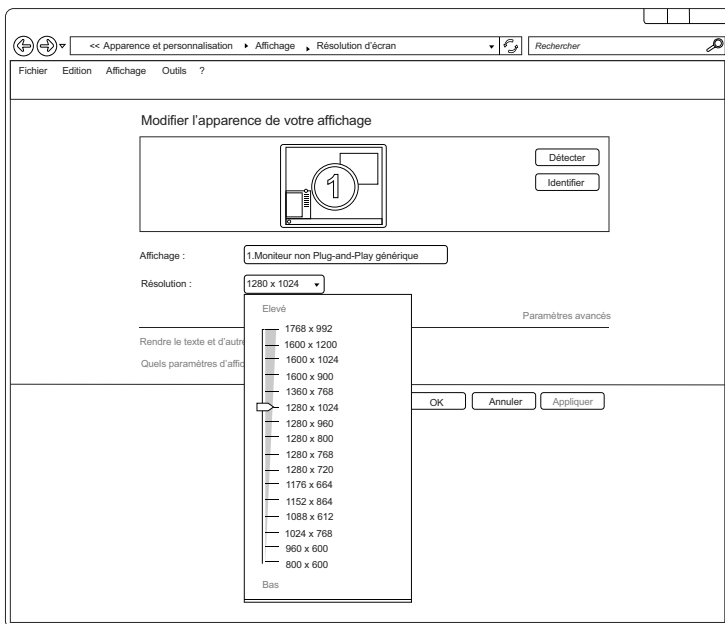 << Apparence et personnalisation Affichage Résolution d'écran Rechercher
Fichier Edition Affichage Outils ?
Modifier l'apparence de votre affichage
1
Détecter
Identifier
Affichage : 1.Moniteur non Plug-and-Play générique
Résolution : 1280 x 1024
Elevè
Paramètres avancés
1768 x 992
Rendre le texte et d'autre
1600 x 1200
1600 x 1024
Quels paramètres d'affic
1600 x 900
1360 x 768
1280 x 1024
OK Annuler Appliquer
1280 x 960
1280 x 800
1280 x 768
1280 x 720
1176 x 664
1152 x 864
1088 x 612
1024 x 768
960 x 600
800 x 600
Bas